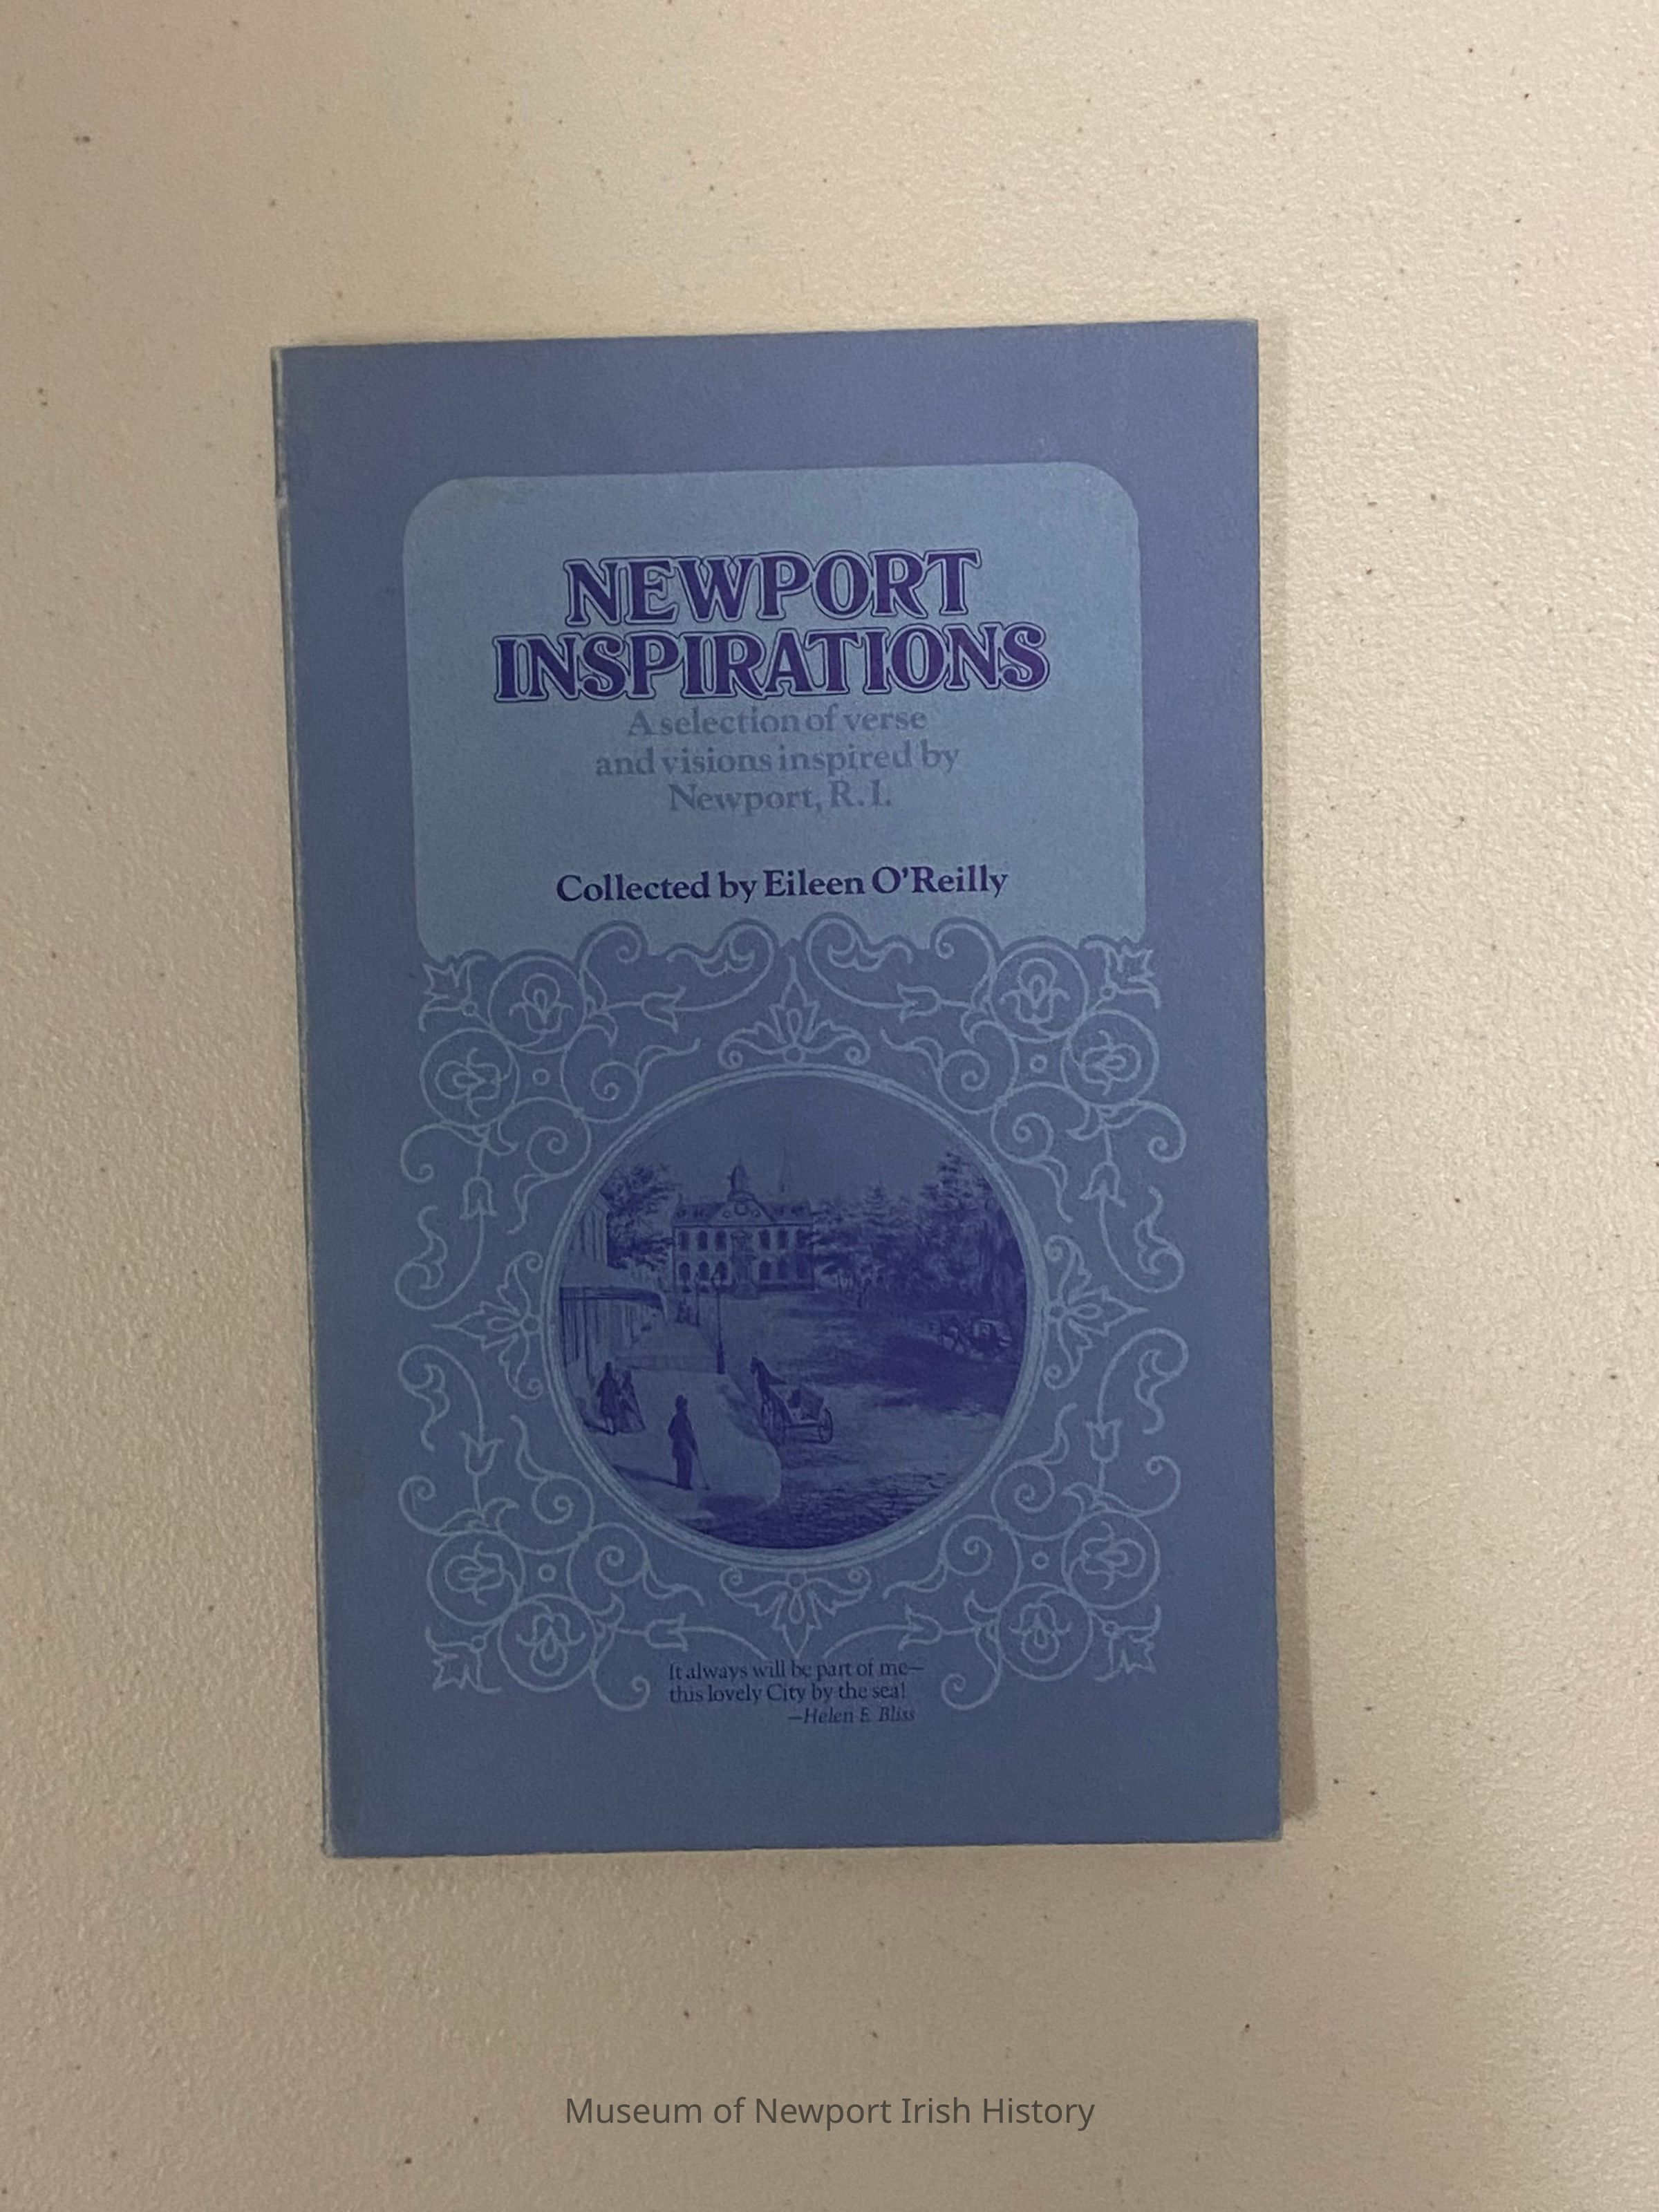 NEWPORT
INSPIRATIONS
A selection of verse
and visions inspired by
Newport, R.I.
Collected by Eileen O'Reilly
It always will be part of me—
this lovely City by the sea!
—Helen E. Bliss
Museum of Newport Irish History